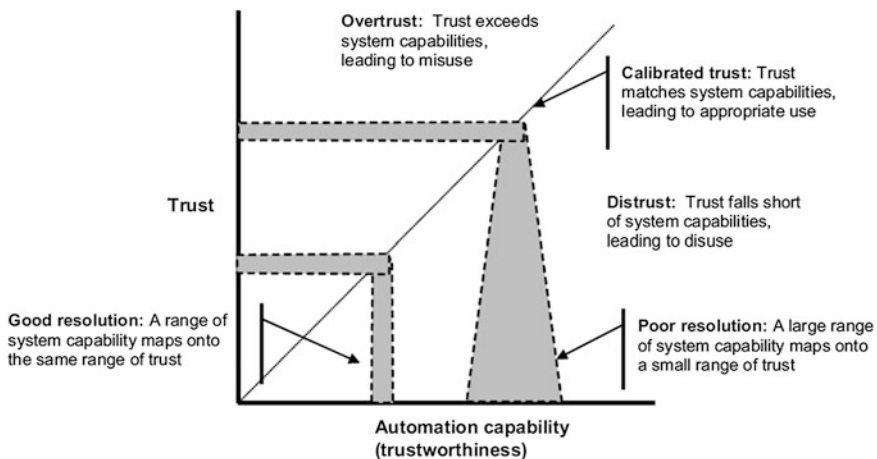 Overtrust: Trust exceeds
system capabilities,
leading to misuse
Calibrated trust: Trust
matches system capabilities,
leading to appropriate use
Trust
Distrust: Trust falls short
of system capabilities,
leading to disuse
Good resolution: A range of
system capability maps onto
the same range of trust
Poor resolution: A large range
of system capability maps onto
a small range of trust
Automation capability
(trustworthiness)